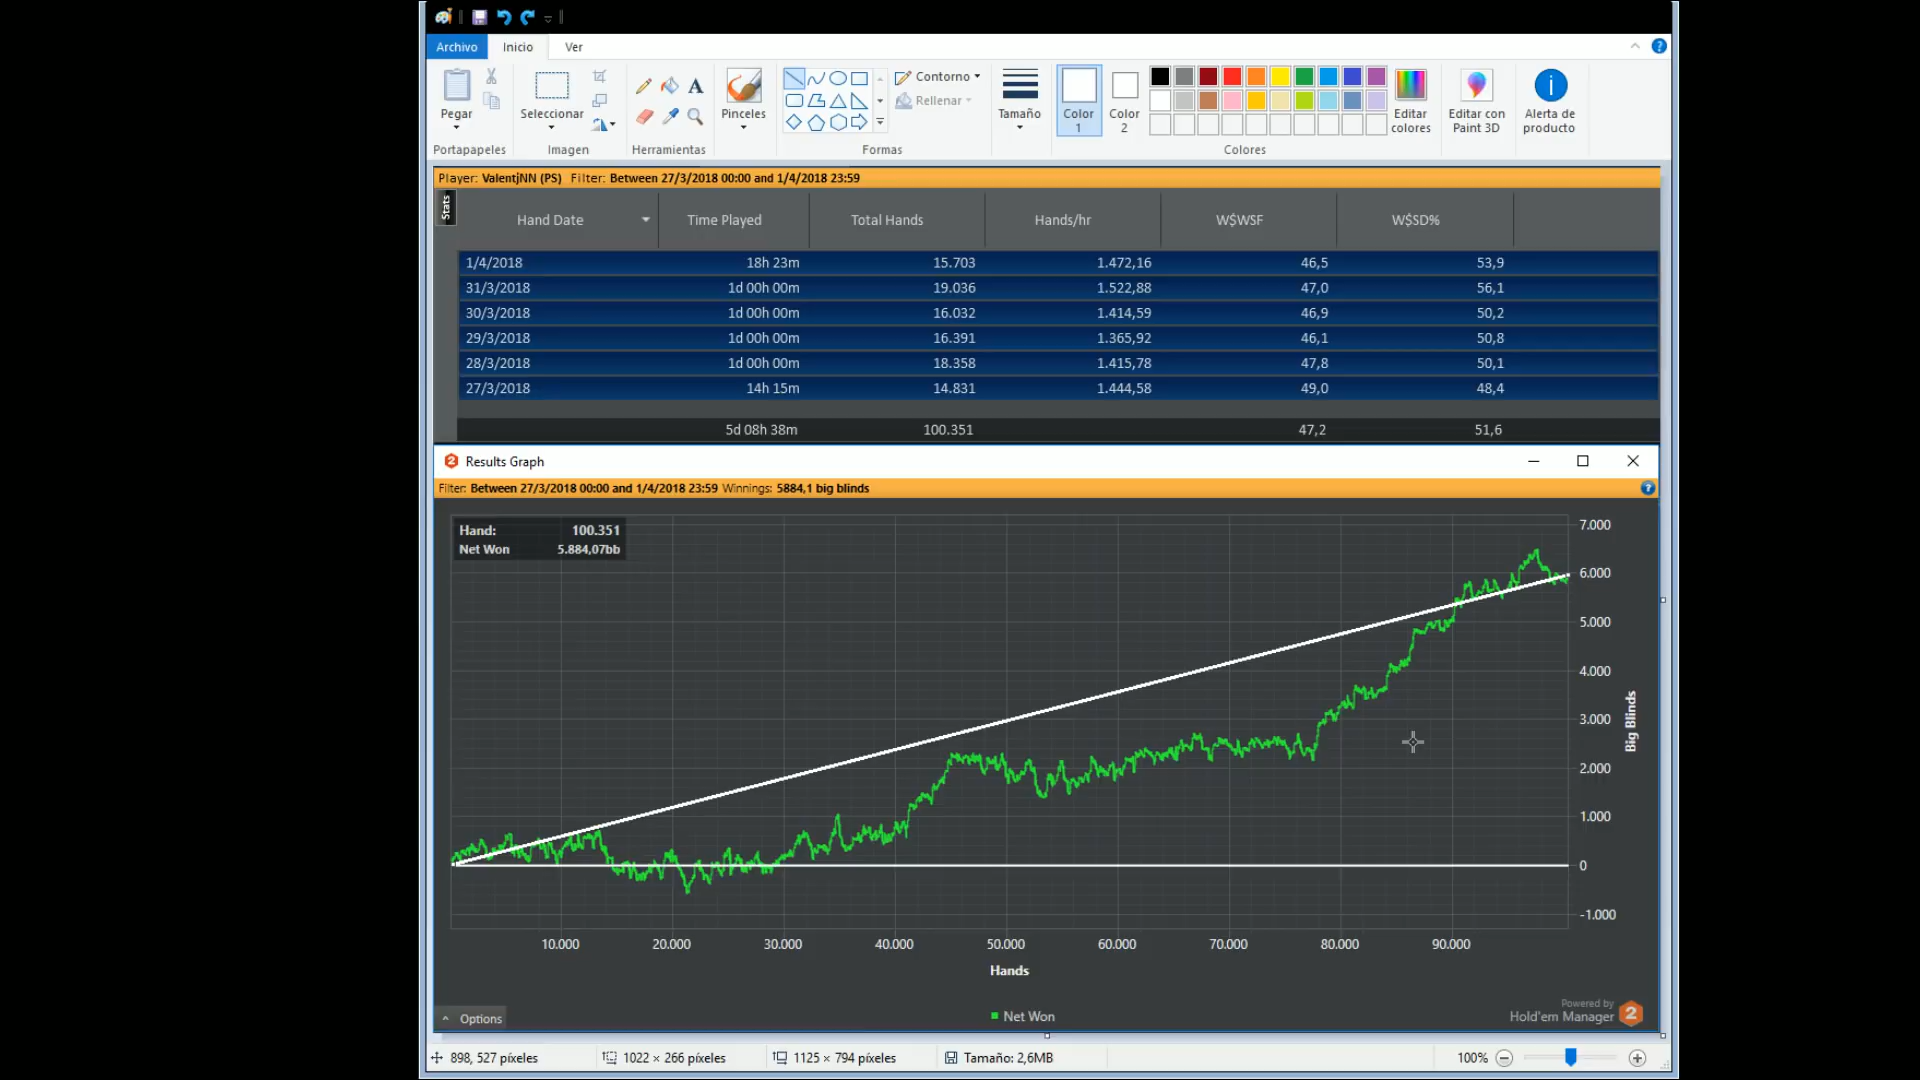 Archivo Inicio Ver
Pegar Seleccionar Pinceles Contorno Rellenar Tamaño Color 1 Color 2 Editar colores Editar con Paint 3D Alerta de producto
Portapapeles Imagen Herramientas Formas Colores
Player: ValentjNN (PS) Filter: Between 27/3/2018 00:00 and 1/4/2018 23:59
Stats
Hand Date Time Played Total Hands Hands/hr W$WSF W$SD%
1/4/2018 18h 23m 15.703 1.472,16 46,5 53,9
31/3/2018 1d 00h 00m 19.036 1.522,88 47,0 56,1
30/3/2018 1d 00h 00m 16.032 1.414,59 46,9 50,2
29/3/2018 1d 00h 00m 16.391 1.365,92 46,1 50,8
28/3/2018 1d 00h 00m 18.358 1.415,78 47,8 50,1
27/3/2018 14h 15m 14.831 1.444,58 49,0 48,4
5d 08h 38m 100.351 47,2 51,6
2 Results Graph
Filter: Between 27/3/2018 00:00 and 1/4/2018 23:59 Winnings: 5884,1 big blinds
Hand: 100.351
Net Won 5.884,07bb
7.000
6.000
5.000
4.000
3.000
2.000
1.000
0
-1.000
Big Blinds
10.000 20.000 30.000 40.000 50.000 60.000 70.000 80.000 90.000
Hands
Net Won
Powered by
Hold'em Manager 2
Options
898, 527 píxeles 1022 × 266 píxeles 1125 × 794 píxeles Tamaño: 2,6MB 100%